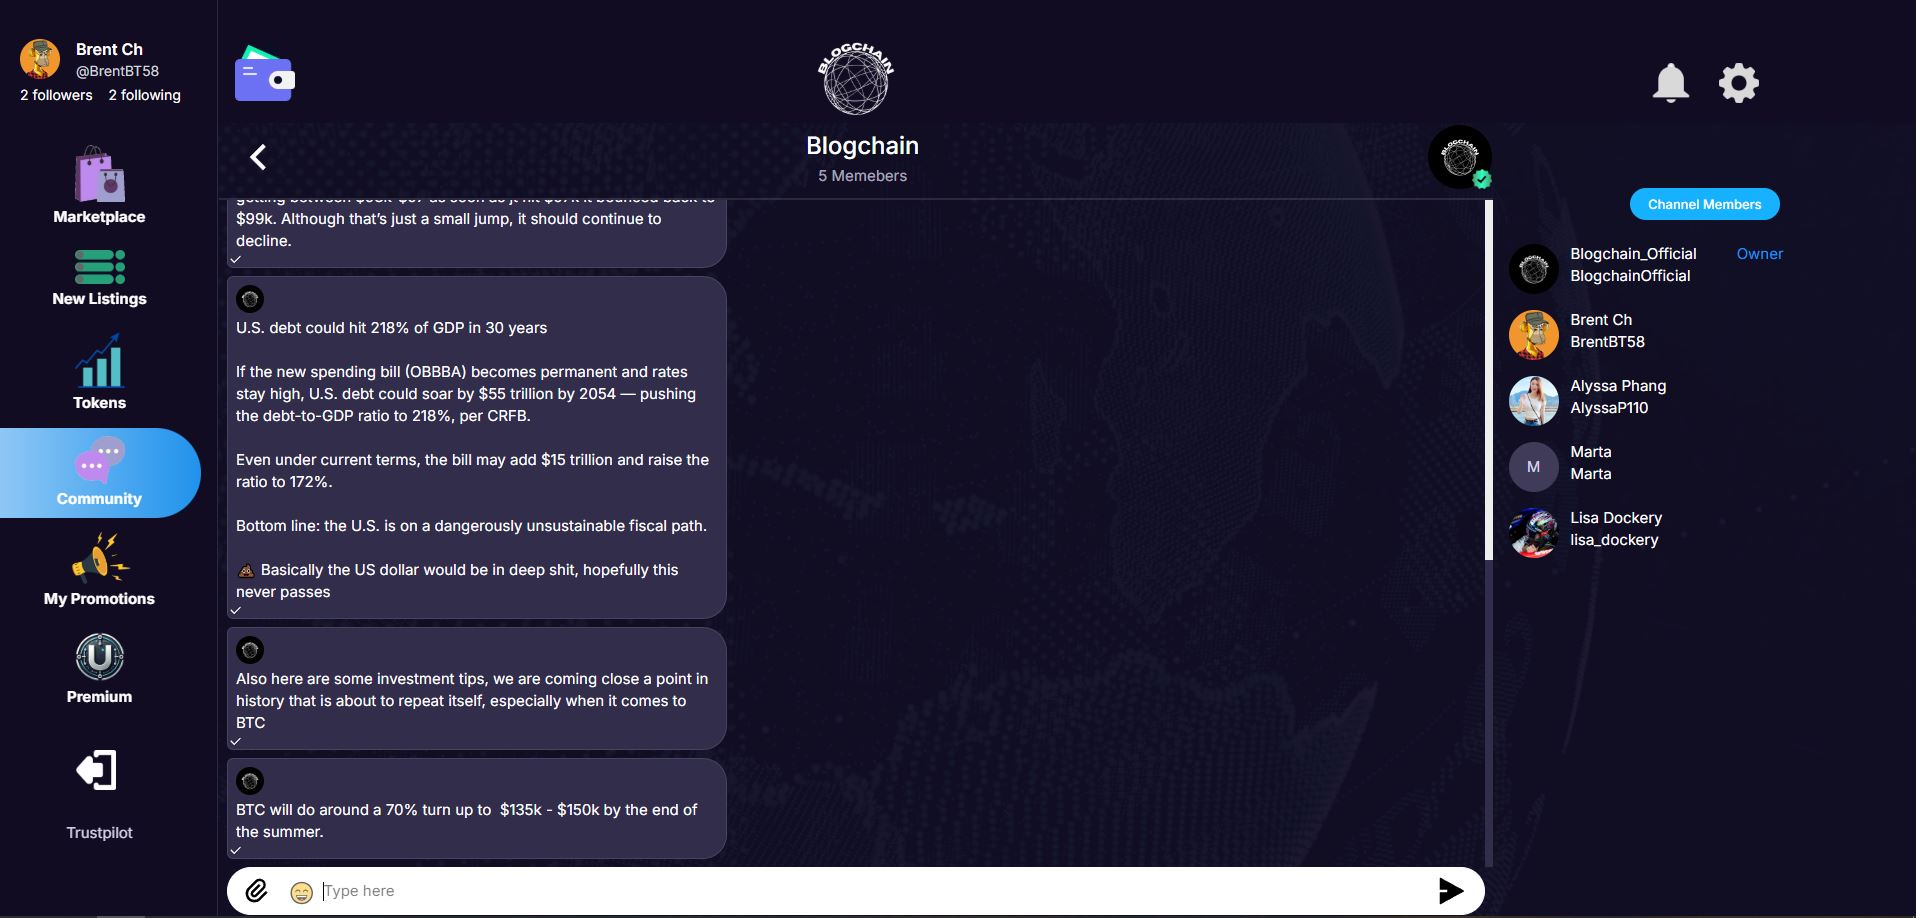 Brent Ch
@BrentBT58
2 followers 2 following
Marketplace
New Listings
Tokens
Community
My Promotions
Premium
Trustpilot
BLOGCHAIN
Blogchain
5 Memebers
BLOGCHAIN
$99k. Although that’s just a small jump, it should continue to
decline.
U.S. debt could hit 218% of GDP in 30 years
If the new spending bill (OBBBA) becomes permanent and rates
stay high, U.S. debt could soar by $55 trillion by 2054 — pushing
the debt-to-GDP ratio to 218%, per CRFB.
Even under current terms, the bill may add $15 trillion and raise the
ratio to 172%.
Bottom line: the U.S. is on a dangerously unsustainable fiscal path.
💩 Basically the US dollar would be in deep shit, hopefully this
never passes
Also here are some investment tips, we are coming close a point in
history that is about to repeat itself, especially when it comes to
BTC
BTC will do around a 70% turn up to  $135k - $150k by the end of
the summer.
Type here
Channel Members
Blogchain_Official Owner
BlogchainOfficial
Brent Ch
BrentBT58
Alyssa Phang
AlyssaP110
M
Marta
Marta
Lisa Dockery
lisa_dockery